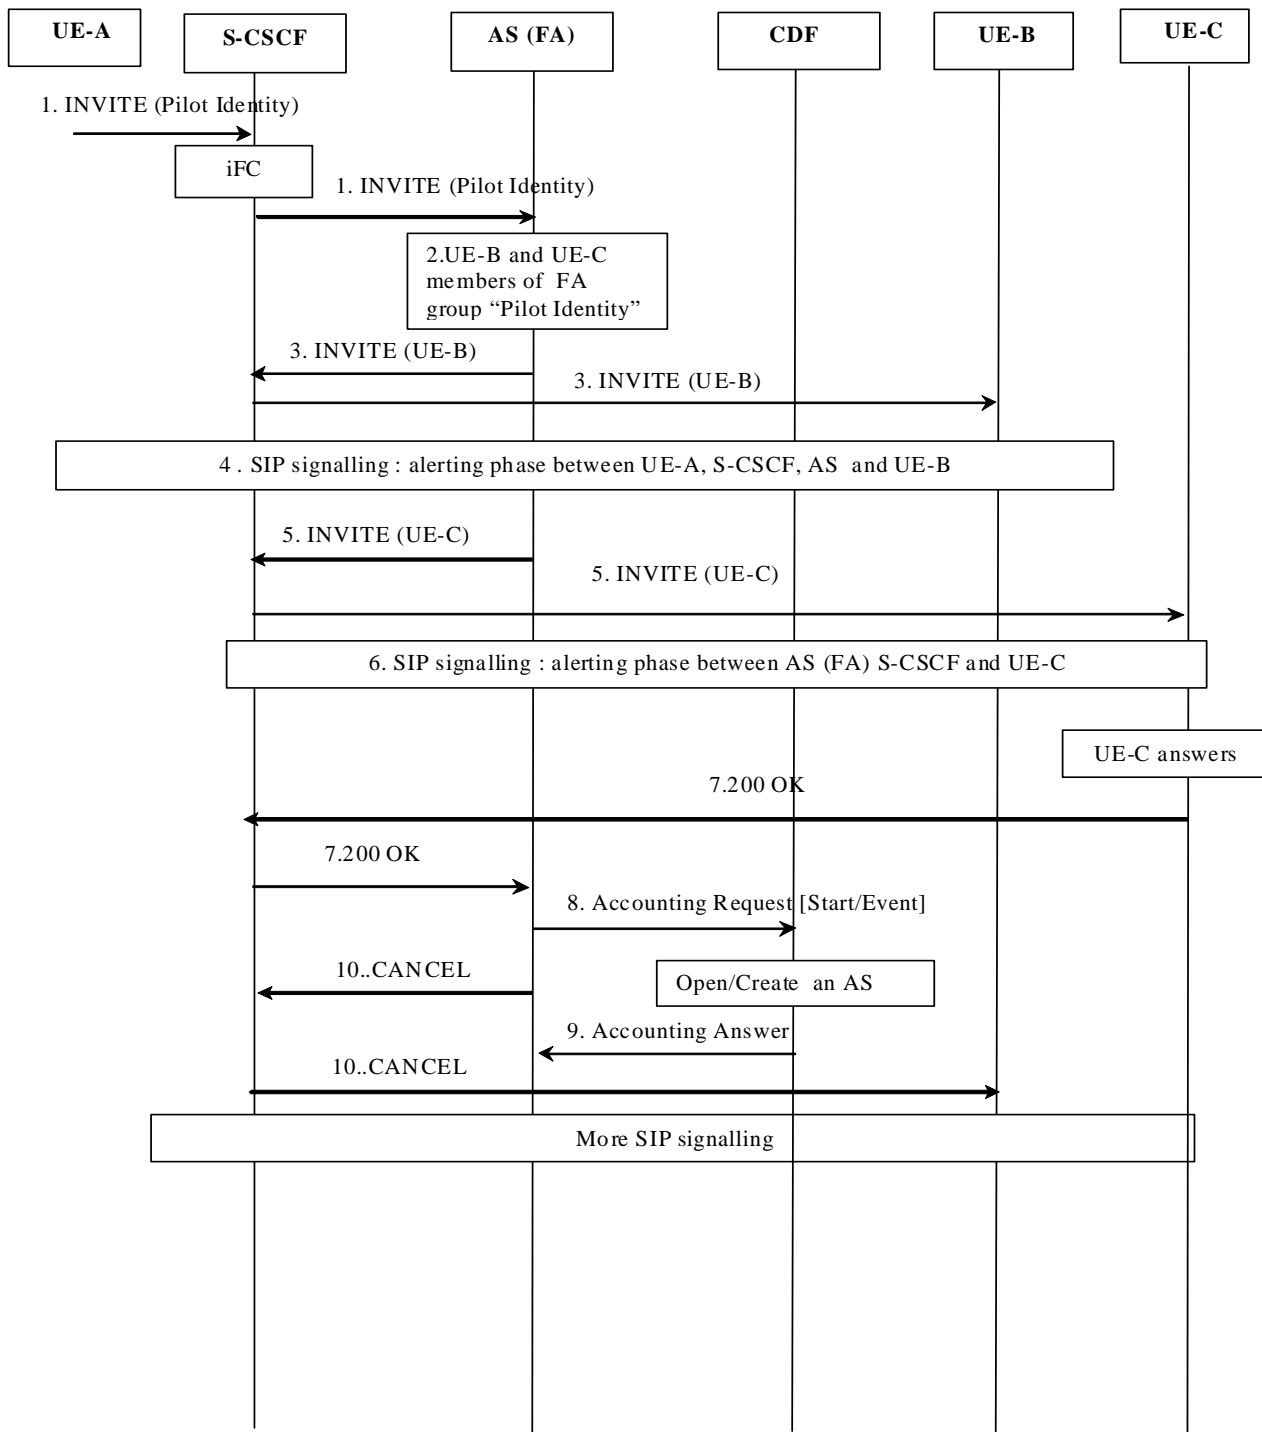 UE-A
S-CSCF
AS (FA)
CDF
UE-B
UE-C
1. INVITE (Pilot Identity)
iFC
1. INVITE (Pilot Identity)
2.UE-B and UE-C
members of FA
group “Pilot Identity”
3. INVITE (UE-B)
3. INVITE (UE-B)
4 . SIP signalling : alerting phase between UE-A, S-CSCF, AS and UE-B
5. INVITE (UE-C)
5. INVITE (UE-C)
6. SIP signalling : alerting phase between AS (FA) S-CSCF and UE-C
UE-C answers
7.200 OK
7.200 OK
8. Accounting Request [Start/Event]
10..CANCEL
Open/Create an AS
9. Accounting Answer
10..CANCEL
More SIP signalling